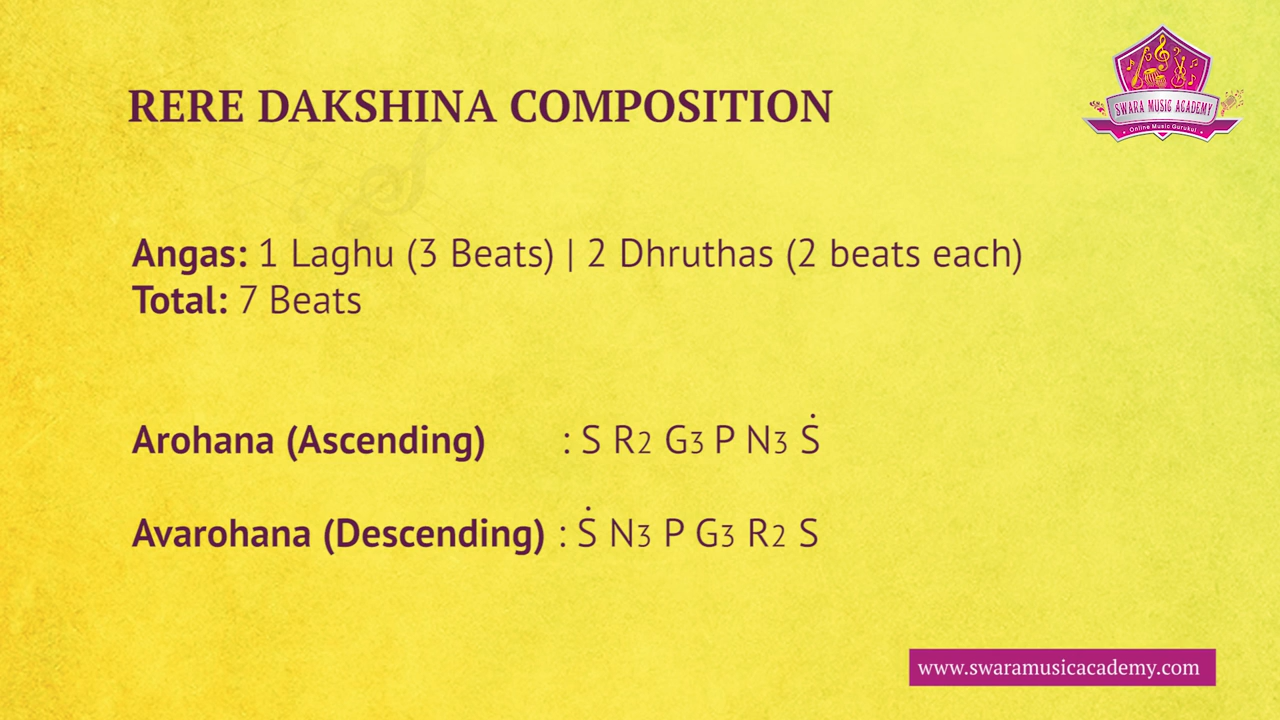 RERE DAKSHINA COMPOSITION
SWARA MUSIC ACADEMY
• Online Music Gurukul •
Angas: 1 Laghu (3 Beats) | 2 Dhruthas (2 beats each)
Total: 7 Beats
Arohana (Ascending) : S R2 G3 P N3 Ṡ
Avarohana (Descending) : Ṡ N3 P G3 R2 S
www.swaramusicacademy.com